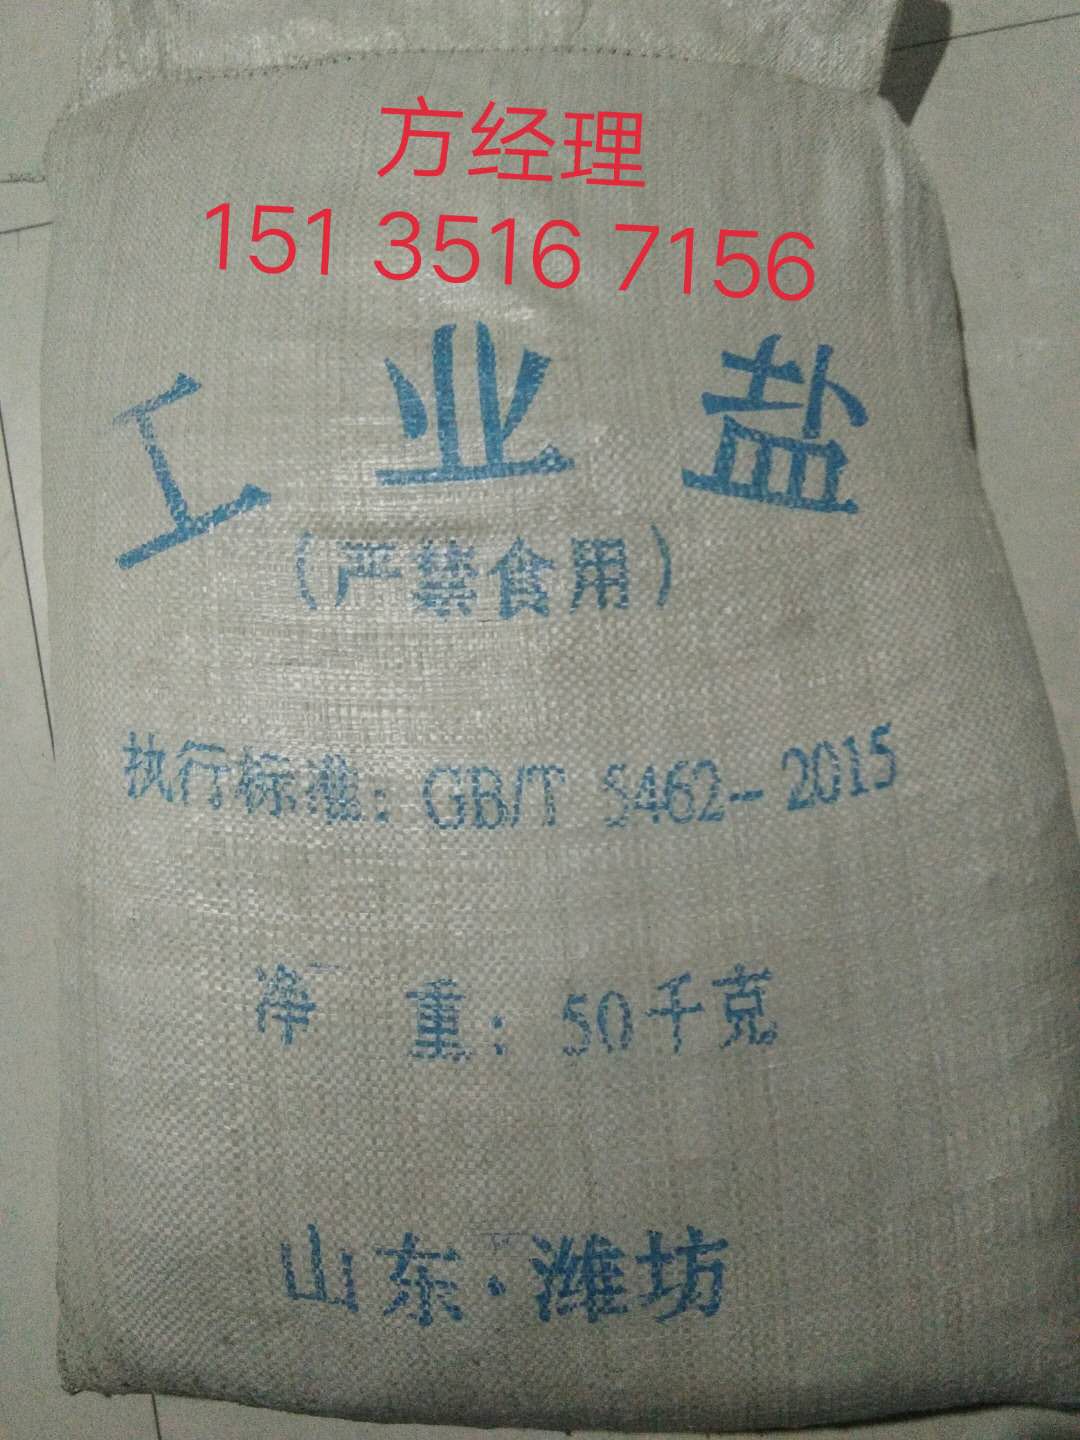 方经理
151 3516 7156
工业盐
(严禁食用)
执行标准: GB/T 5462-2015
净 重: 50千克
山东·潍坊